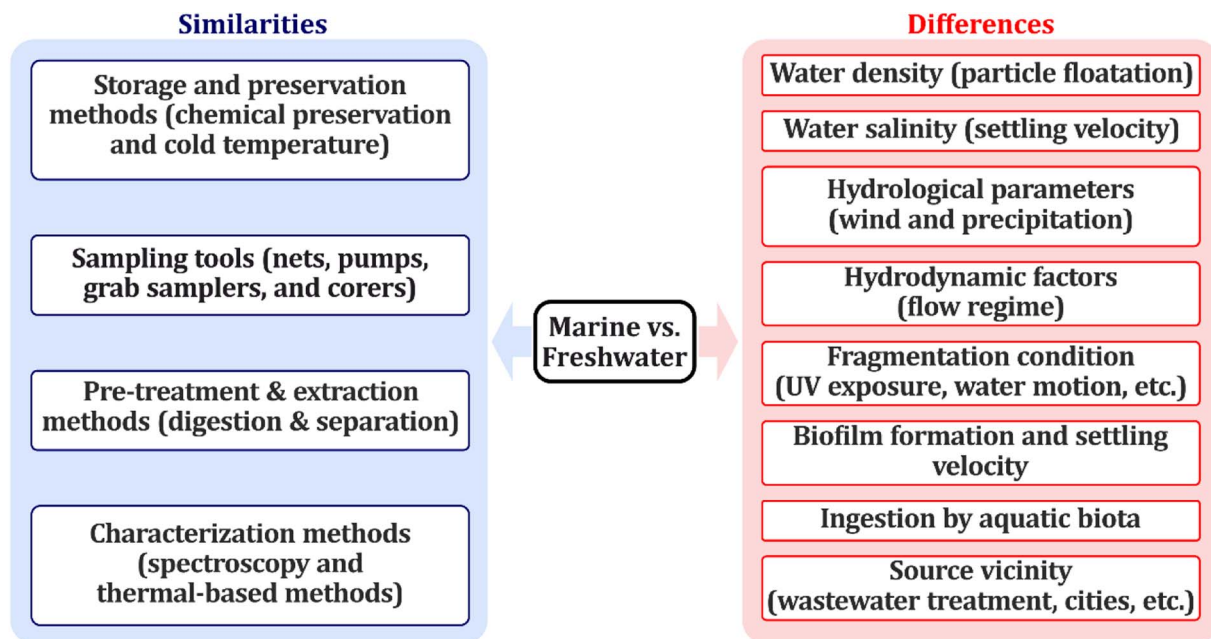 Similarities
Storage and preservation
methods (chemical preservation
and cold temperature)
Sampling tools (nets, pumps,
grab samplers, and corers)
Pre-treatment & extraction
methods (digestion & separation)
Characterization methods
(spectroscopy and
thermal-based methods)
Marine vs.
Freshwater
Differences
Water density (particle floatation)
Water salinity (settling velocity)
Hydrological parameters
(wind and precipitation)
Hydrodynamic factors
(flow regime)
Fragmentation condition
(UV exposure, water motion, etc.)
Biofilm formation and settling
velocity
Ingestion by aquatic biota
Source vicinity
(wastewater treatment, cities, etc.)